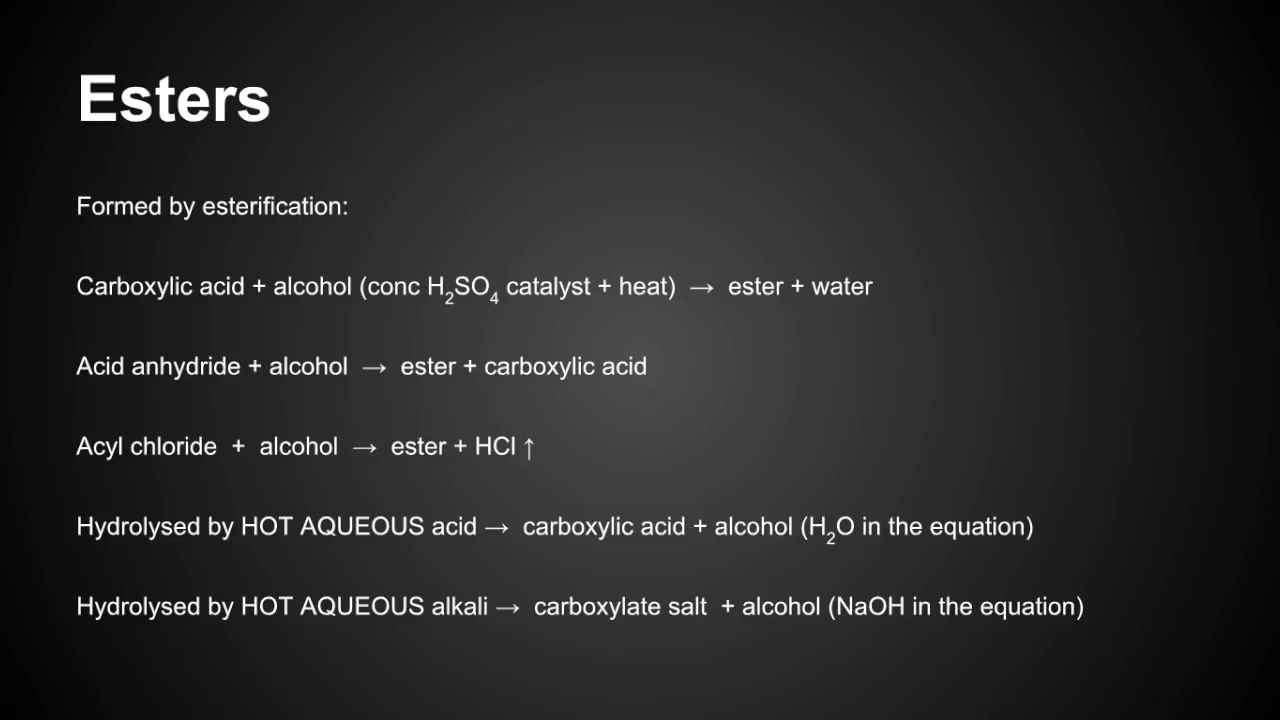 Esters
Formed by esterification:
Carboxylic acid + alcohol (conc H₂SO₄ catalyst + heat) → ester + water
Acid anhydride + alcohol → ester + carboxylic acid
Acyl chloride + alcohol → ester + HCl ↑
Hydrolysed by HOT AQUEOUS acid → carboxylic acid + alcohol (H₂O in the equation)
Hydrolysed by HOT AQUEOUS alkali → carboxylate salt + alcohol (NaOH in the equation)